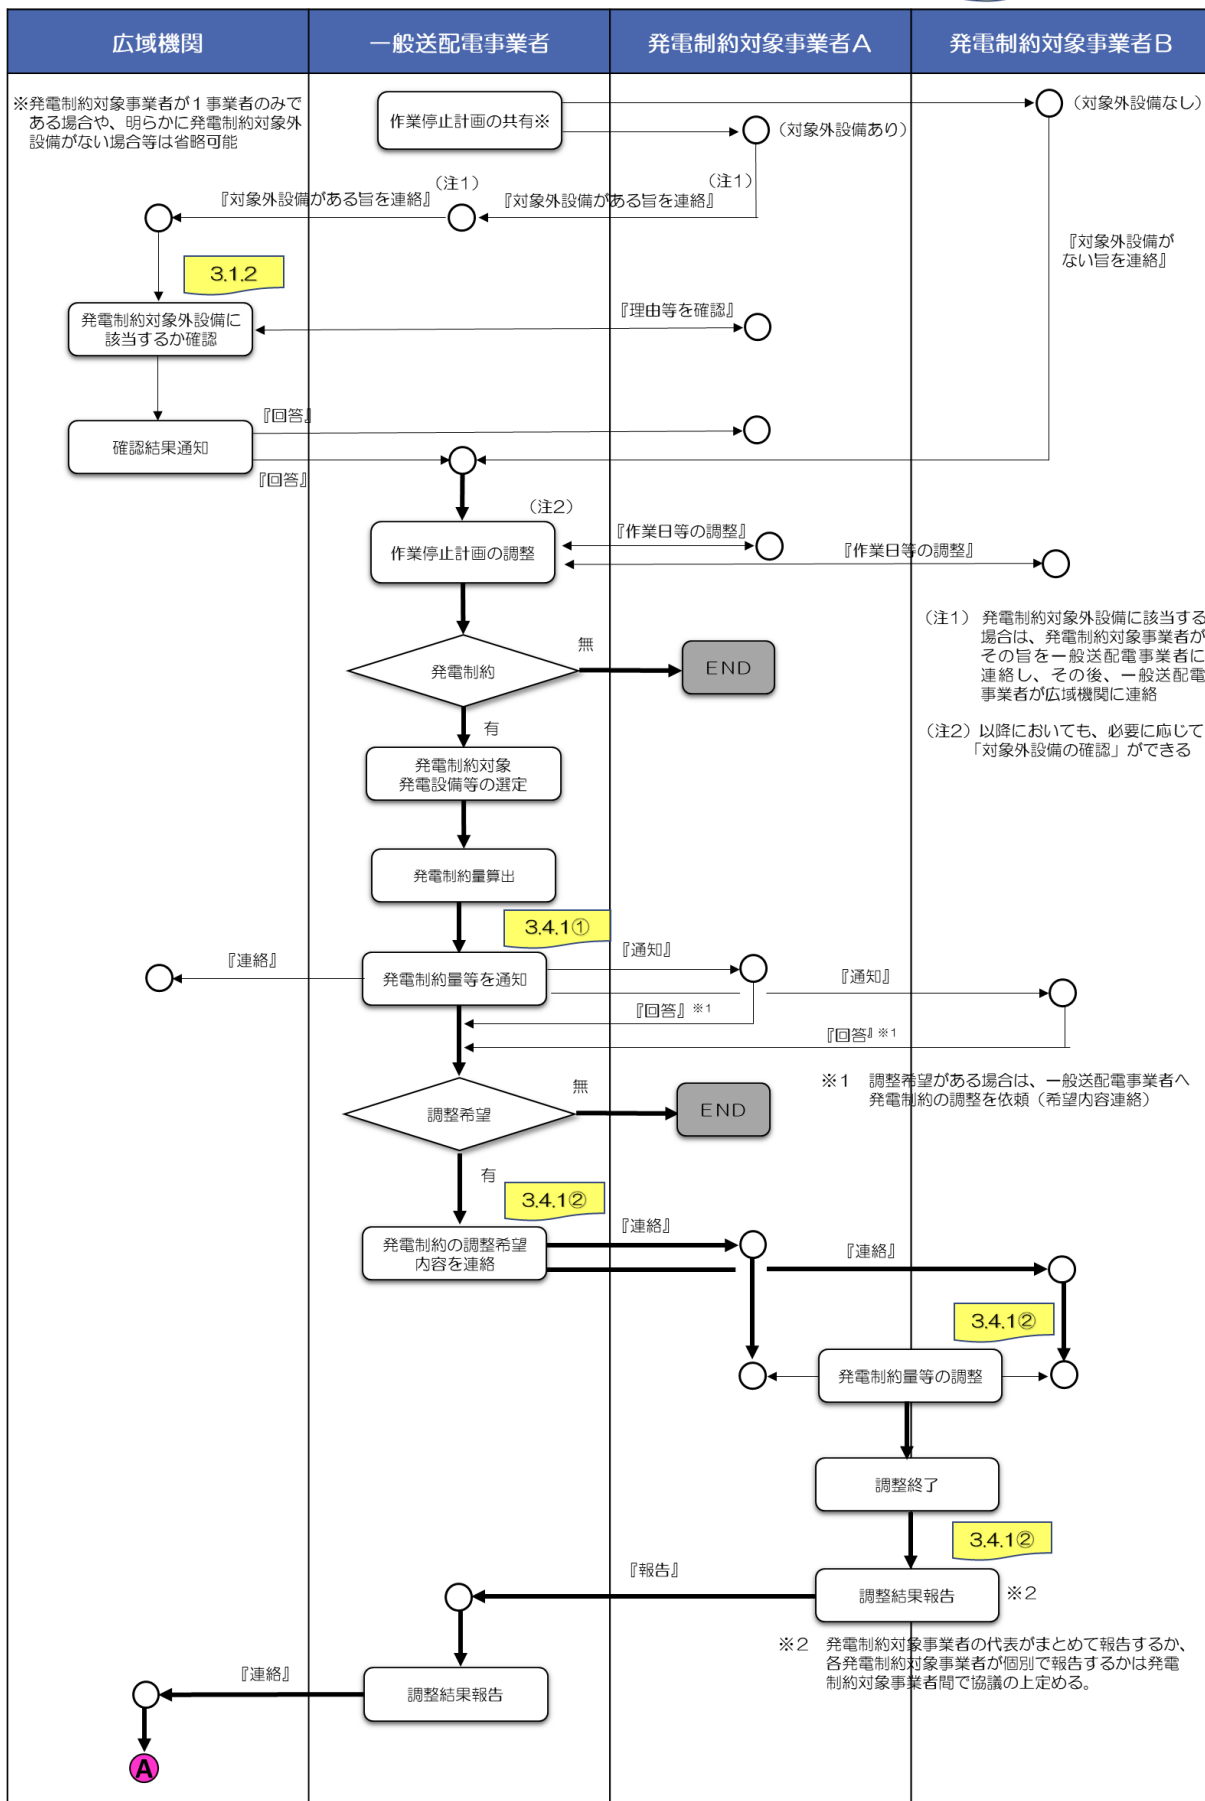 広域機関
一般送配電事業者
発電制約対象事業者A
発電制約対象事業者B
※発電制約対象事業者が1事業者のみで
ある場合や、明らかに発電制約対象外
設備がない場合等は省略可能
作業停止計画の共有※
(対象外設備なし)
(対象外設備あり)
(注1)
(注1)
『対象外設備がある旨を連絡』
『対象外設備がある旨を連絡』
『対象外設備が
ない旨を連絡』
3.1.2
発電制約対象外設備に
該当するか確認
『理由等を確認』
『回答』
確認結果通知
『回答』
(注2)
作業停止計画の調整
『作業日等の調整』
『作業日等の調整』
(注1) 発電制約対象外設備に該当する
場合は、発電制約対象事業者が
その旨を一般送配電事業者に
連絡し、その後、一般送配電
事業者が広域機関に連絡
(注2)以降においても、必要に応じて
「対象外設備の確認」ができる
発電制約
無
END
有
発電制約対象
発電設備等の選定
発電制約量算出
3.4.1①
『連絡』
発電制約量等を通知
『通知』
『通知』
『回答』※1
『回答』※1
※1 調整希望がある場合は、一般送配電事業者へ
発電制約の調整を依頼(希望内容連絡)
調整希望
無
END
有
3.4.1②
発電制約の調整希望
内容を連絡
『連絡』
『連絡』
3.4.1②
発電制約量等の調整
調整終了
3.4.1②
『報告』
調整結果報告
※2
※2 発電制約対象事業者の代表がまとめて報告するか、
各発電制約対象事業者が個別で報告するかは発電
制約対象事業者間で協議の上定める。
『連絡』
調整結果報告
A